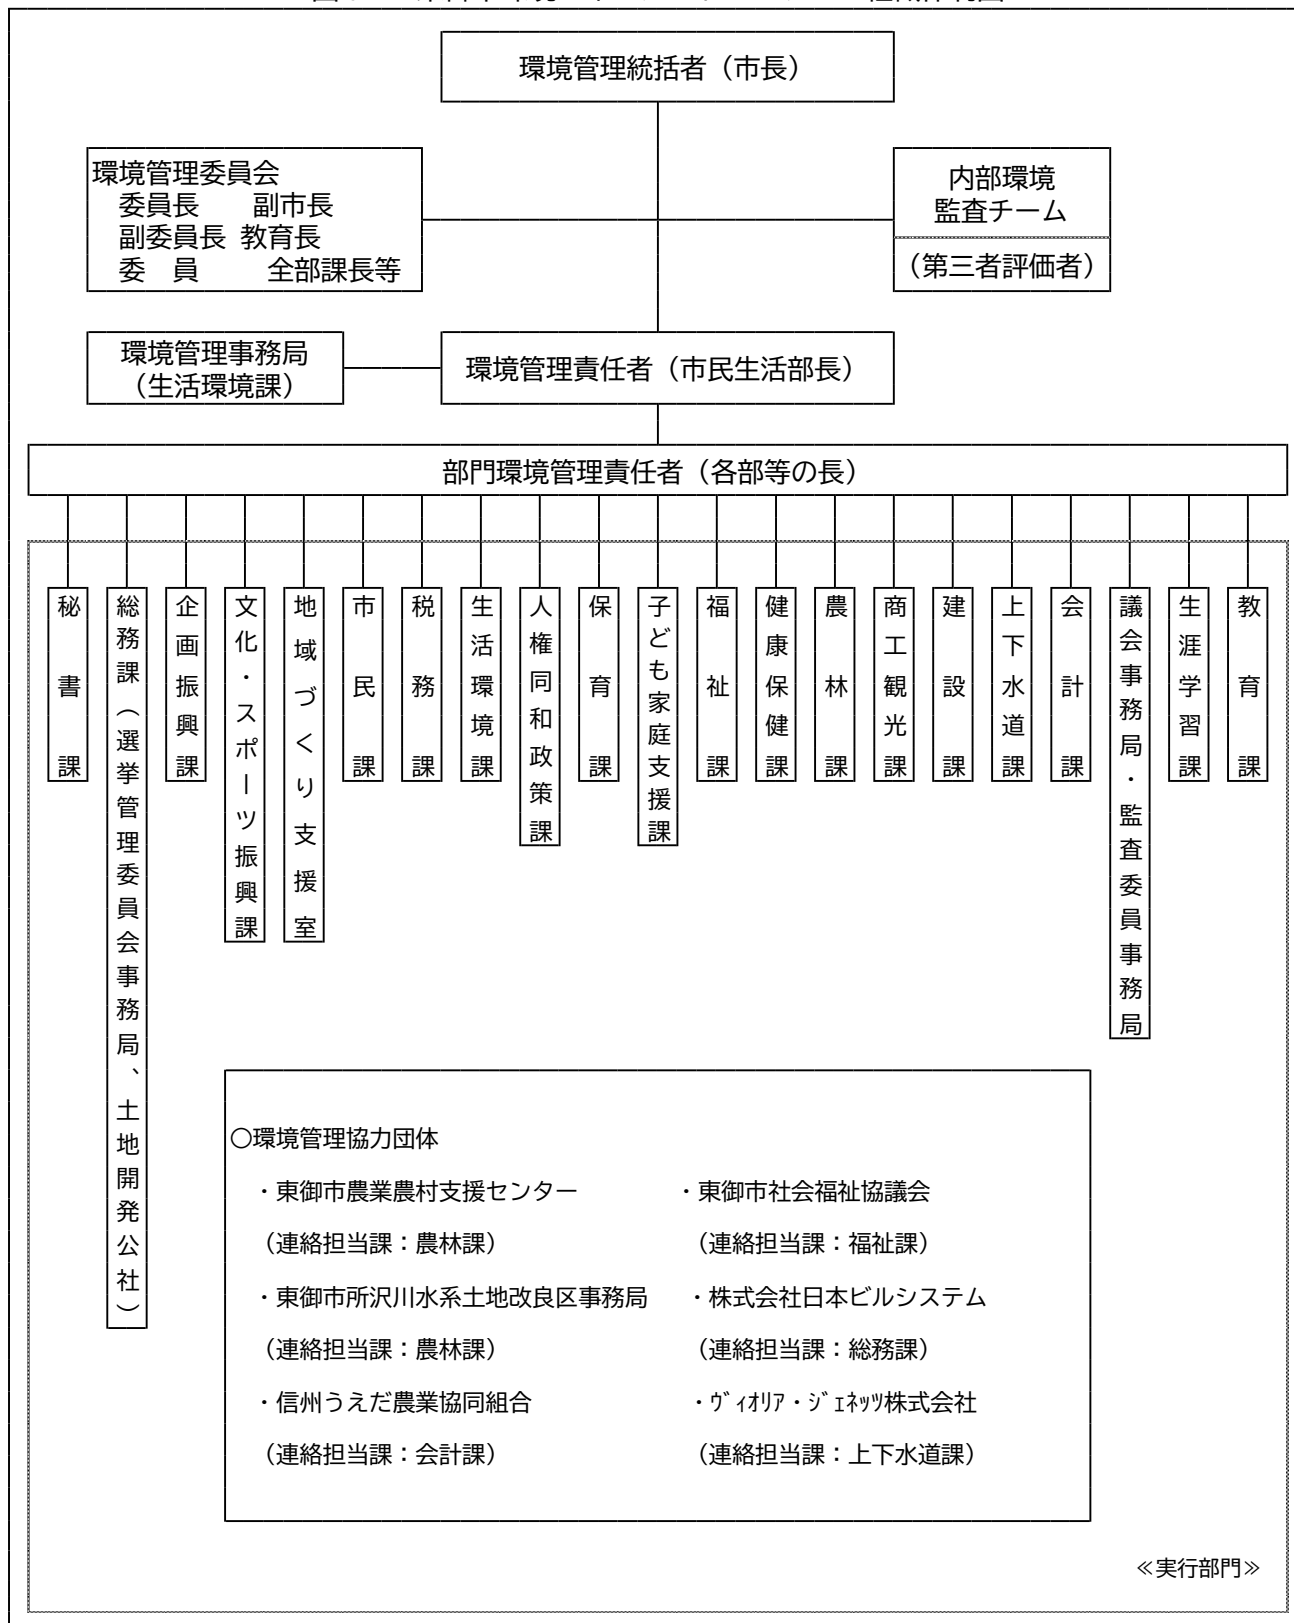 環境管理統括者（市長）
環境管理委員会
委員長　　副市長
副委員長 教育長
委　員　　全部課長等
内部環境
監査チーム
（第三者評価者）
環境管理事務局
（生活環境課）
環境管理責任者（市民生活部長）
部門環境管理責任者（各部等の長）
秘書課
総務課（選挙管理委員会事務局、土地開発公社）
企画振興課
文化・スポーツ振興課
地域づくり支援室
市民課
税務課
生活環境課
人権同和政策課
保育課
子ども家庭支援課
福祉課
健康保健課
農林課
商工観光課
建設課
上下水道課
会計課
議会事務局・監査委員事務局
生涯学習課
教育課
〇環境管理協力団体
・東御市農業農村支援センター　　　　・東御市社会福祉協議会
（連絡担当課：農林課）　　　　　　　（連絡担当課：福祉課）
・東御市所沢川水系土地改良区事務局　・株式会社日本ビルシステム
（連絡担当課：農林課）　　　　　　　（連絡担当課：総務課）
・信州うえだ農業協同組合　　　　　　・ヴィオリア・ジェネッツ株式会社
（連絡担当課：会計課）　　　　　　　（連絡担当課：上下水道課）
≪実行部門≫